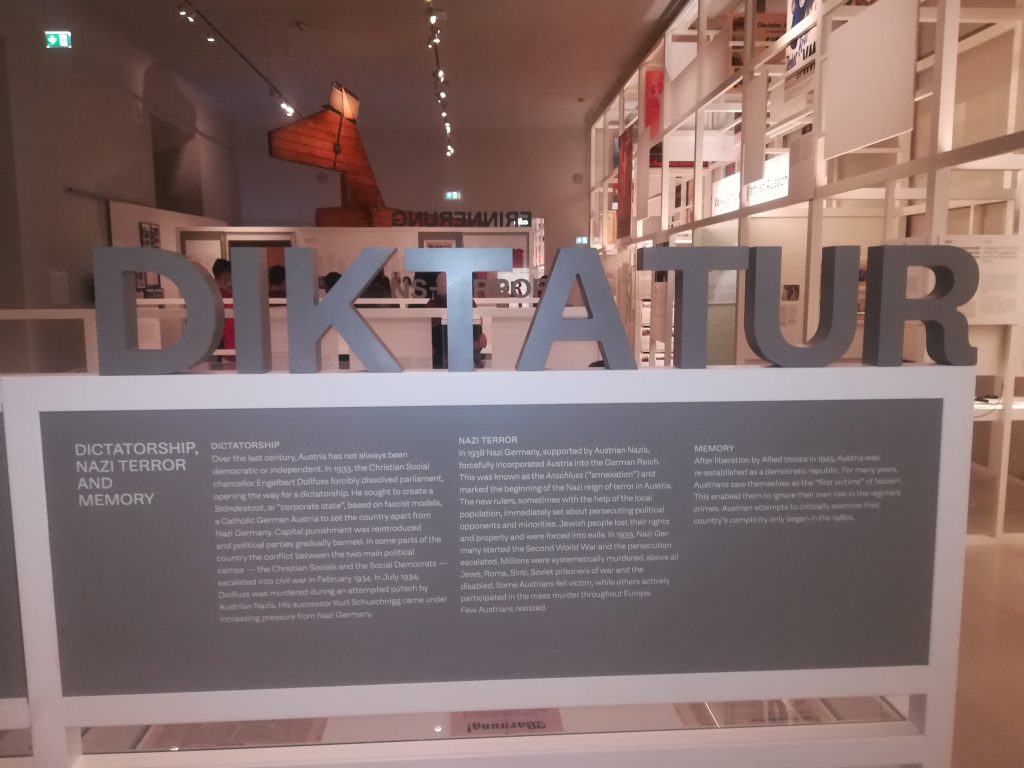 Deutsche
ERINNERUNG
NS-TERROR
DIKTATUR
DICTATORSHIP,
NAZI TERROR
AND
MEMORY
DICTATORSHIP
Over the last century, Austria has not always been
democratic or independent. In 1933, the Christian Social
chancellor Engelbert Dollfuss forcibly dissolved parliament,
opening the way for a dictatorship. He sought to create a
Ständestaat, or "corporate state", based on fascist models,
a Catholic German Austria to set the country apart from
Nazi Germany. Capital punishment was reintroduced
and political parties gradually banned. In some parts of the
country the conflict between the two main political
camps — the Christian Socials and the Social Democrats —
escalated into civil war in February 1934. In July 1934,
Dollfuss was murdered during an attempted putsch by
Austrian Nazis. His successor Kurt Schuschnigg came under
increasing pressure from Nazi Germany.
NAZI TERROR
In 1938 Nazi Germany, supported by Austrian Nazis,
forcefully incorporated Austria into the German Reich.
This was known as the Anschluss ("annexation") and
marked the beginning of the Nazi reign of terror in Austria.
The new rulers, sometimes with the help of the local
population, immediately set about persecuting political
opponents and minorities. Jewish people lost their rights
and property and were forced into exile. In 1939, Nazi Ger-
many started the Second World War and the persecution
escalated. Millions were systematically murdered, above all
Jews, Roma, Sinti, Soviet prisoners of war and the
disabled. Some Austrians fell victim, while others actively
participated in the mass murder throughout Europe.
Few Austrians resisted.
MEMORY
After liberation by Allied troops in 1945, Austria was
re-established as a democratic republic. For many years,
Austrians saw themselves as the "first victims" of Nazism.
This enabled them to ignore their own role in the regime's
crimes. Austrian attempts to critically examine their
country's complicity only began in the 1980s.
Warnung!